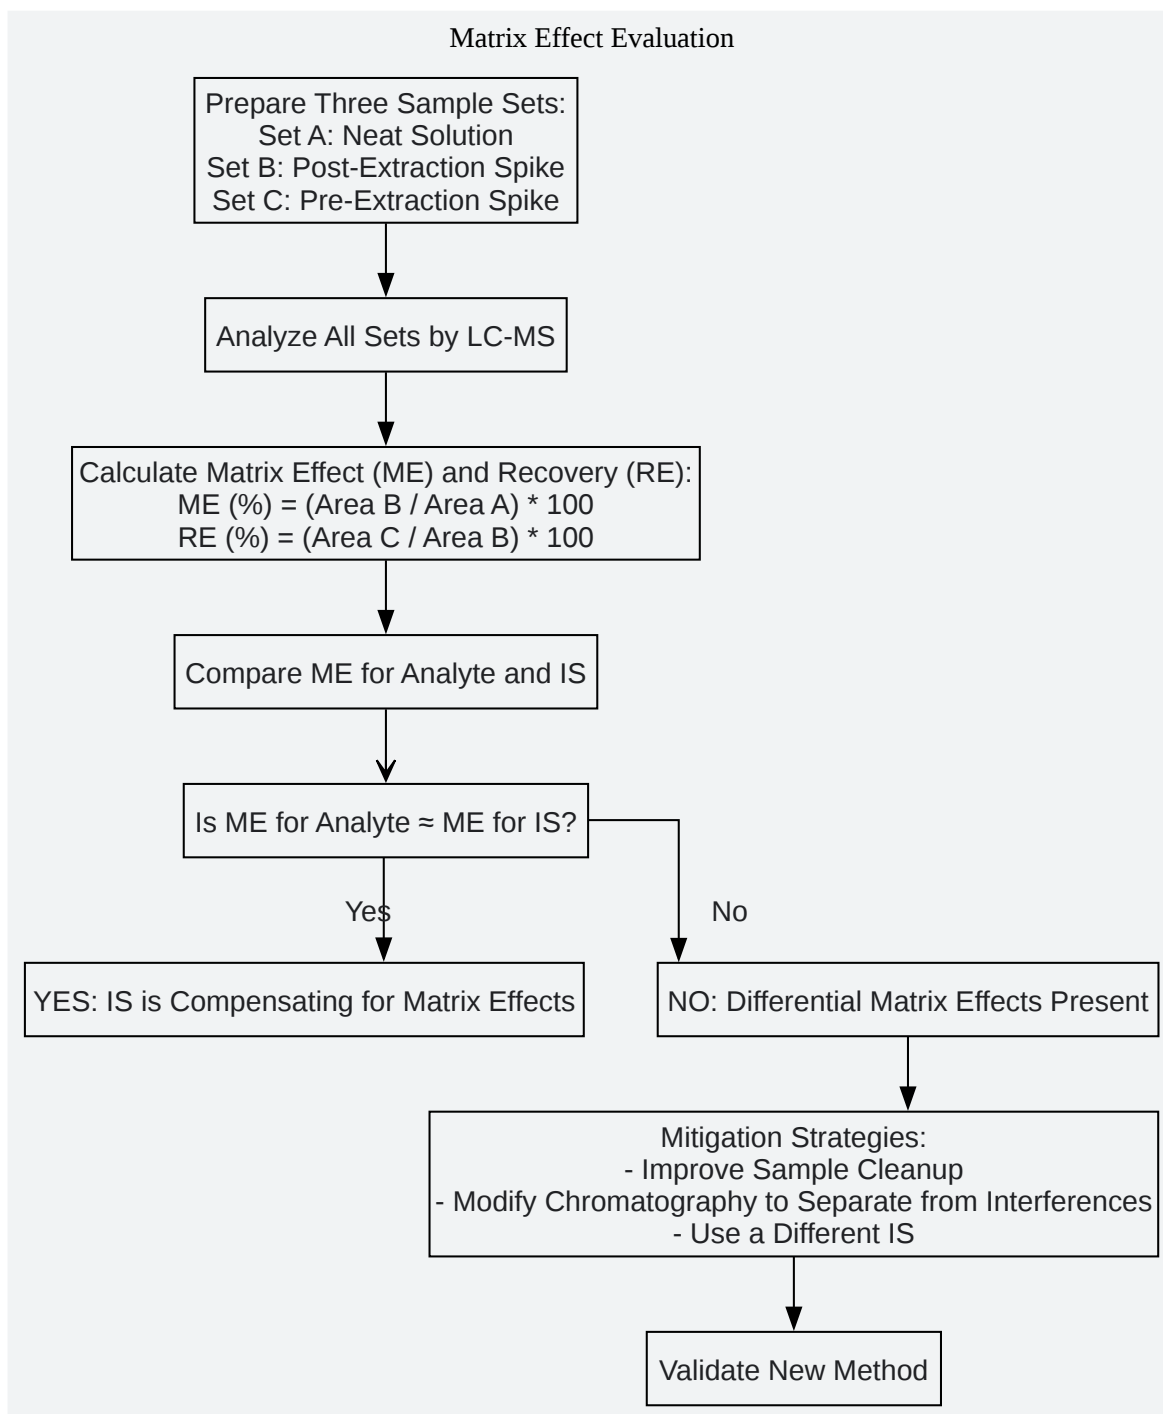 Matrix Effect Evaluation
Prepare Three Sample Sets:
Set A: Neat Solution
Set B: Post-Extraction Spike
Set C: Pre-Extraction Spike
Analyze All Sets by LC-MS
Calculate Matrix Effect (ME) and Recovery (RE):
ME (%) = (Area B / Area A) * 100
RE (%) = (Area C / Area B) * 100
Compare ME for Analyte and IS
Is ME for Analyte ≈ ME for IS?
Yes
No
YES: IS is Compensating for Matrix Effects
NO: Differential Matrix Effects Present
Mitigation Strategies:
- Improve Sample Cleanup
- Modify Chromatography to Separate from Interferences
- Use a Different IS
Validate New Method